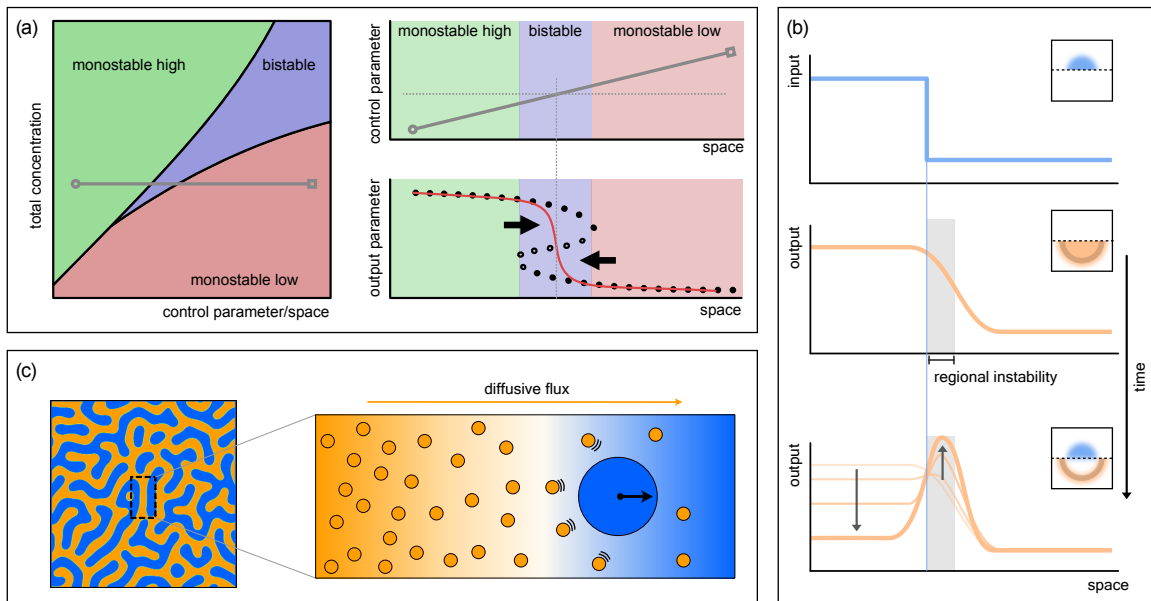 (a)
monostable high
bistable
monostable low
total concentration
control parameter/space
monostable high
bistable
monostable low
control parameter
space
output parameter
space
(b)
input
output
regional instability
time
output
space
(c)
diffusive flux